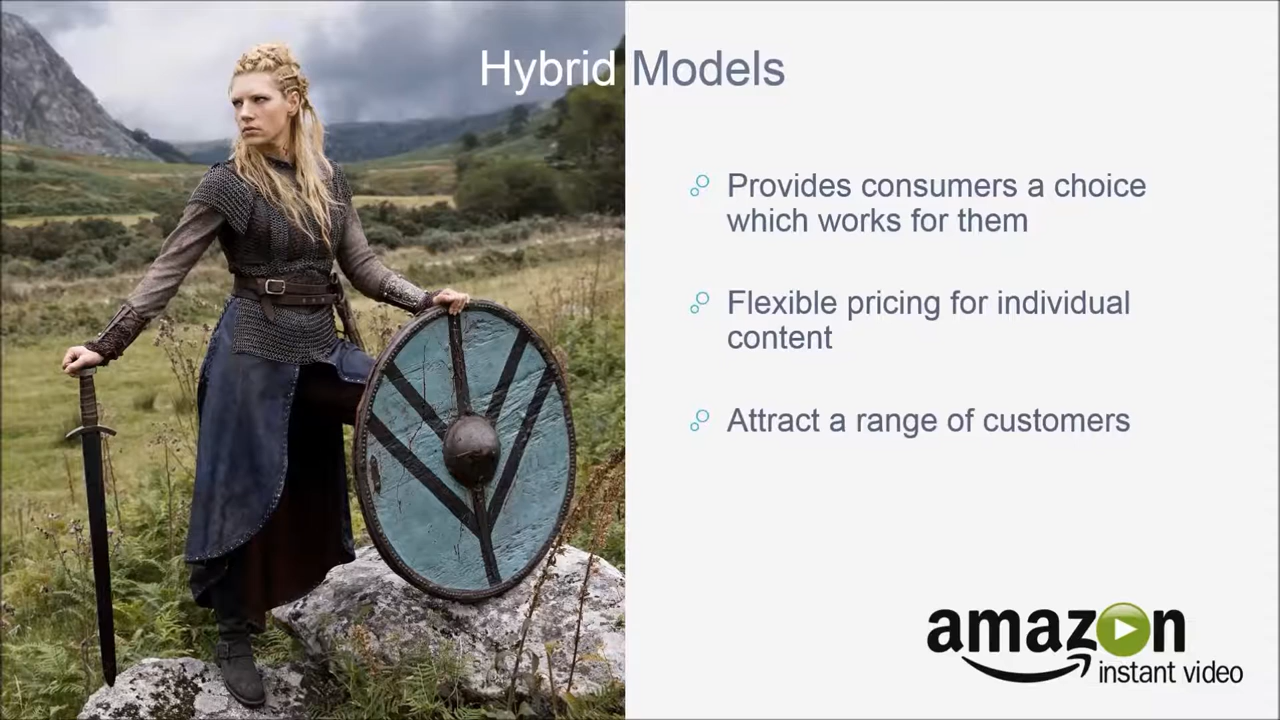 Hybrid Models
Provides consumers a choice
which works for them
Flexible pricing for individual
content
Attract a range of customers
amazon
instant video